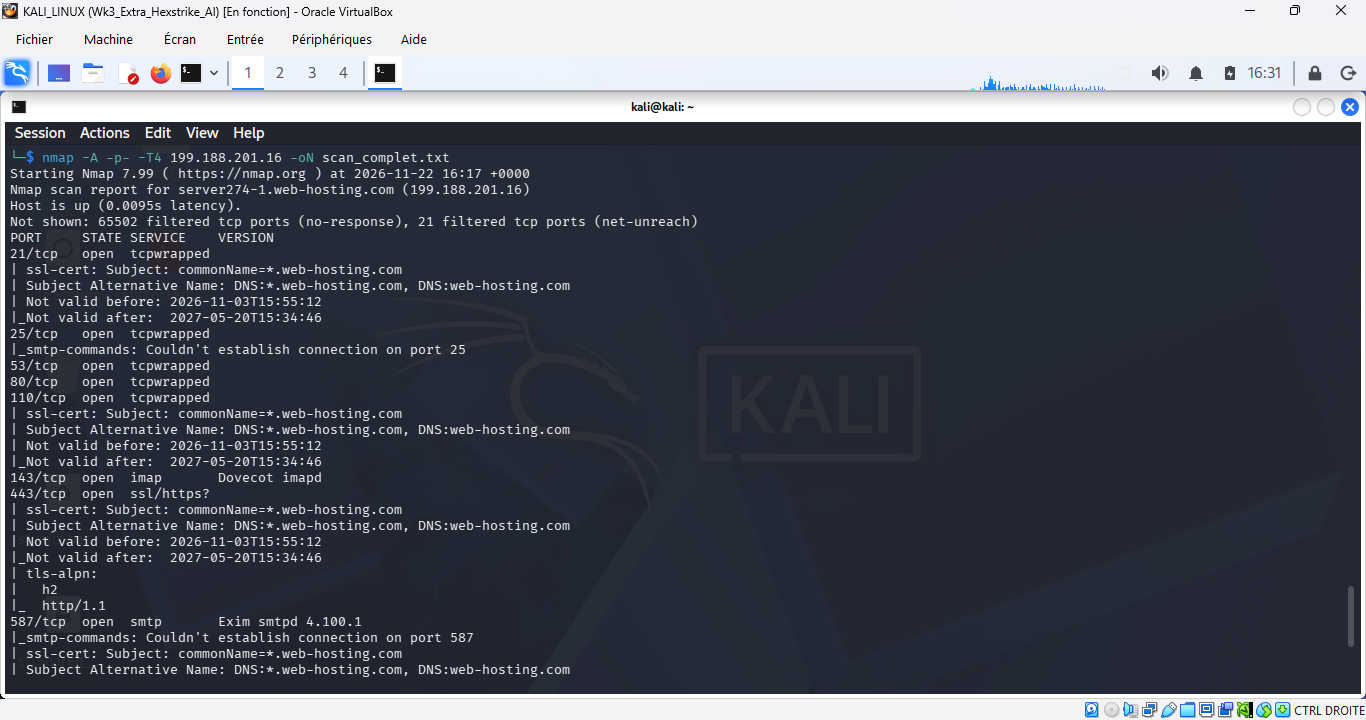 KALI_LINUX (Wk3_Extra_Hexstrike_AI) [En fonction] - Oracle VirtualBox
Fichier Machine Écran Entrée Périphériques Aide
1 2 3 4 16:31
kali@kali: ~
Session Actions Edit View Help
└─$ nmap -A -p- -T4 199.188.201.16 -oN scan_complet.txt
Starting Nmap 7.99 ( https://nmap.org ) at 2026-11-22 16:17 +0000
Nmap scan report for server274-1.web-hosting.com (199.188.201.16)
Host is up (0.0095s latency).
Not shown: 65502 filtered tcp ports (no-response), 21 filtered tcp ports (net-unreach)
PORT STATE SERVICE VERSION
21/tcp open tcpwrapped
| ssl-cert: Subject: commonName=*.web-hosting.com
| Subject Alternative Name: DNS:*.web-hosting.com, DNS:web-hosting.com
| Not valid before: 2026-11-03T15:55:12
|_Not valid after: 2027-05-20T15:34:46
25/tcp open tcpwrapped
|_smtp-commands: Couldn't establish connection on port 25
53/tcp open tcpwrapped
80/tcp open tcpwrapped
110/tcp open tcpwrapped
| ssl-cert: Subject: commonName=*.web-hosting.com
| Subject Alternative Name: DNS:*.web-hosting.com, DNS:web-hosting.com
| Not valid before: 2026-11-03T15:55:12
|_Not valid after: 2027-05-20T15:34:46
143/tcp open imap Dovecot imapd
443/tcp open ssl/https?
| ssl-cert: Subject: commonName=*.web-hosting.com
| Subject Alternative Name: DNS:*.web-hosting.com, DNS:web-hosting.com
| Not valid before: 2026-11-03T15:55:12
|_Not valid after: 2027-05-20T15:34:46
| tls-alpn:
| h2
|_ http/1.1
587/tcp open smtp Exim smtpd 4.100.1
|_smtp-commands: Couldn't establish connection on port 587
| ssl-cert: Subject: commonName=*.web-hosting.com
| Subject Alternative Name: DNS:*.web-hosting.com, DNS:web-hosting.com
KALI
CTRL DROITE